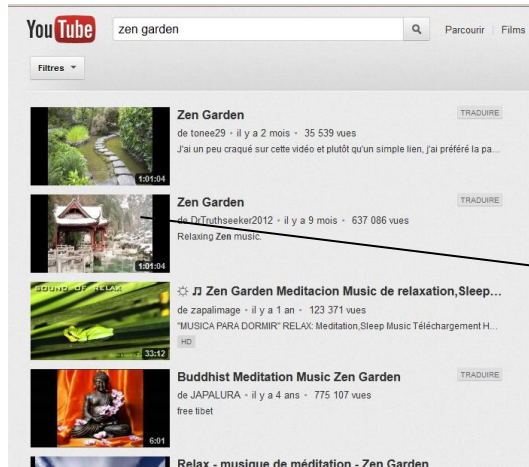 YouTube zen garden Parcourir Films
Filtres
Zen Garden TRADUIRE
de tonee29 • il y a 2 mois • 35 539 vues
J'ai un peu craqué sur cette vidéo et plutôt qu'un simple lien, j'ai préféré la pa...
1:01:04
Zen Garden TRADUIRE
de DrTruthseeker2012 • il y a 9 mois • 637 086 vues
Relaxing Zen music.
1:01:04
SOUND OF RELAX
☼ ♫ Zen Garden Meditacion Music de relaxation,Sleep...
de zapalimage • il y a 1 an • 123 371 vues
"MUSICA PARA DORMIR" RELAX: Meditation,Sleep Music Téléchargement H...
HD
33:12
Buddhist Meditation Music Zen Garden TRADUIRE
de JAPALURA • il y a 4 ans • 775 107 vues
free tibet
6:01
Relax - musique de méditation - Zen Garden